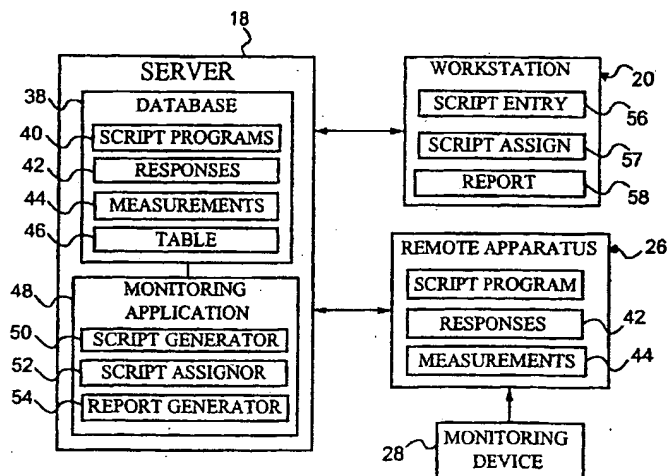 18
SERVER
38
DATABASE
40
SCRIPT PROGRAMS
42
RESPONSES
44
MEASUREMENTS
46
TABLE
48
MONITORING
APPLICATION
50
SCRIPT GENERATOR
52
SCRIPT ASSIGNOR
54
REPORT GENERATOR
WORKSTATION
20
SCRIPT ENTRY
56
SCRIPT ASSIGN
57
REPORT
58
REMOTE APPARATUS
26
SCRIPT PROGRAM
RESPONSES
42
MEASUREMENTS
44
28
MONITORING
DEVICE